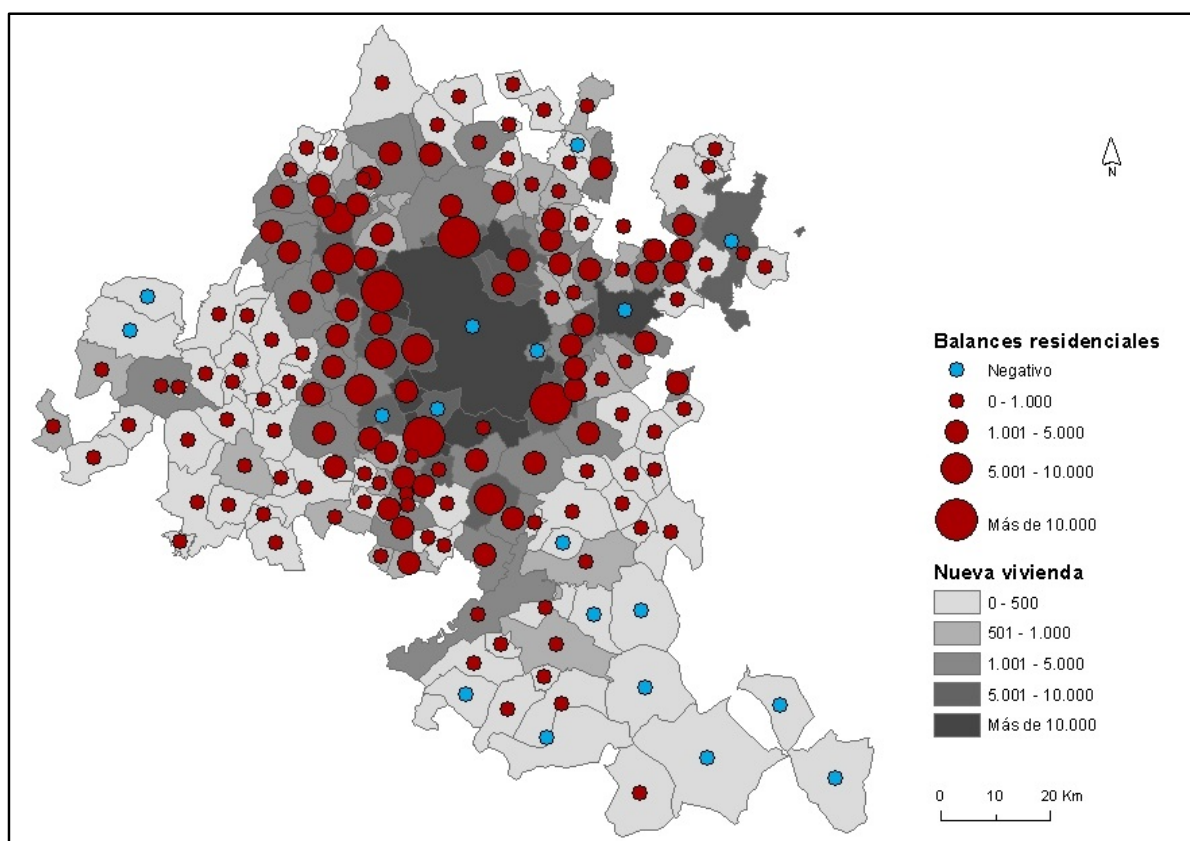 N
Balances residenciales
Negativo
0 - 1.000
1.001 - 5.000
5.001 - 10.000
Más de 10.000
Nueva vivienda
0 - 500
501 - 1.000
1.001 - 5.000
5.001 - 10.000
Más de 10.000
0 10 20 Km